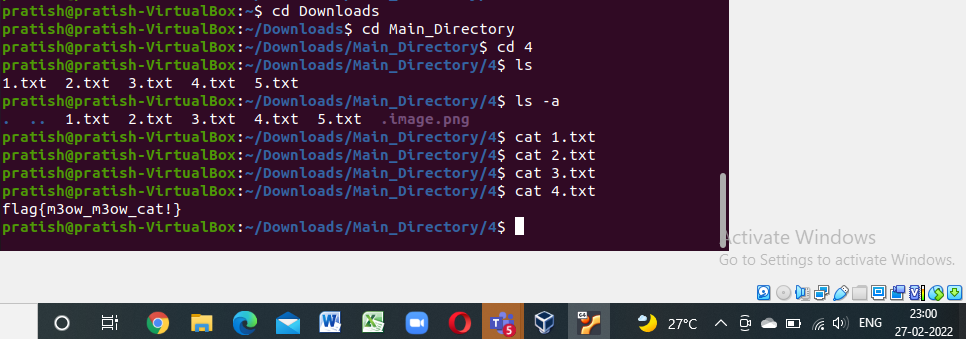 pratish@pratish-VirtualBox:~$ cd Downloads
pratish@pratish-VirtualBox:~/Downloads$ cd Main_Directory
pratish@pratish-VirtualBox:~/Downloads/Main_Directory$ cd 4
pratish@pratish-VirtualBox:~/Downloads/Main_Directory/4$ ls
1.txt  2.txt  3.txt  4.txt  5.txt
pratish@pratish-VirtualBox:~/Downloads/Main_Directory/4$ ls -a
.  ..  1.txt  2.txt  3.txt  4.txt  5.txt  .image.png
pratish@pratish-VirtualBox:~/Downloads/Main_Directory/4$ cat 1.txt
pratish@pratish-VirtualBox:~/Downloads/Main_Directory/4$ cat 2.txt
pratish@pratish-VirtualBox:~/Downloads/Main_Directory/4$ cat 3.txt
pratish@pratish-VirtualBox:~/Downloads/Main_Directory/4$ cat 4.txt
flag{m3ow_m3ow_cat!}
pratish@pratish-VirtualBox:~/Downloads/Main_Directory/4$
Activate Windows
Go to Settings to activate Windows.
5
64
27°C
ENG
23:00
27-02-2022